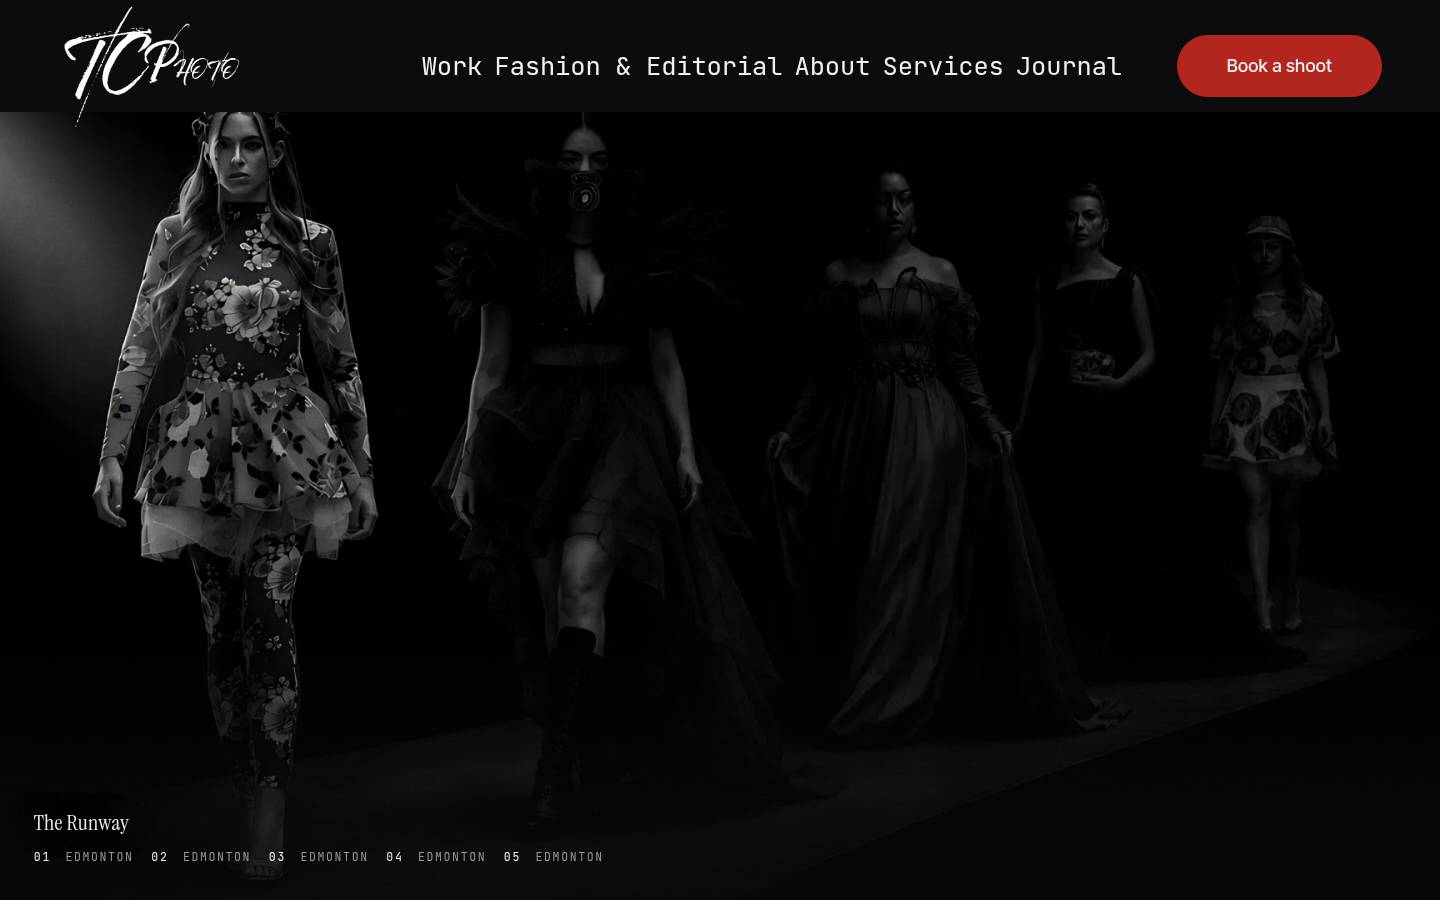 TCPHOTO
Work Fashion & Editorial About Services Journal
Book a shoot
The Runway
01 EDMONTON 02 EDMONTON 03 EDMONTON 04 EDMONTON 05 EDMONTON